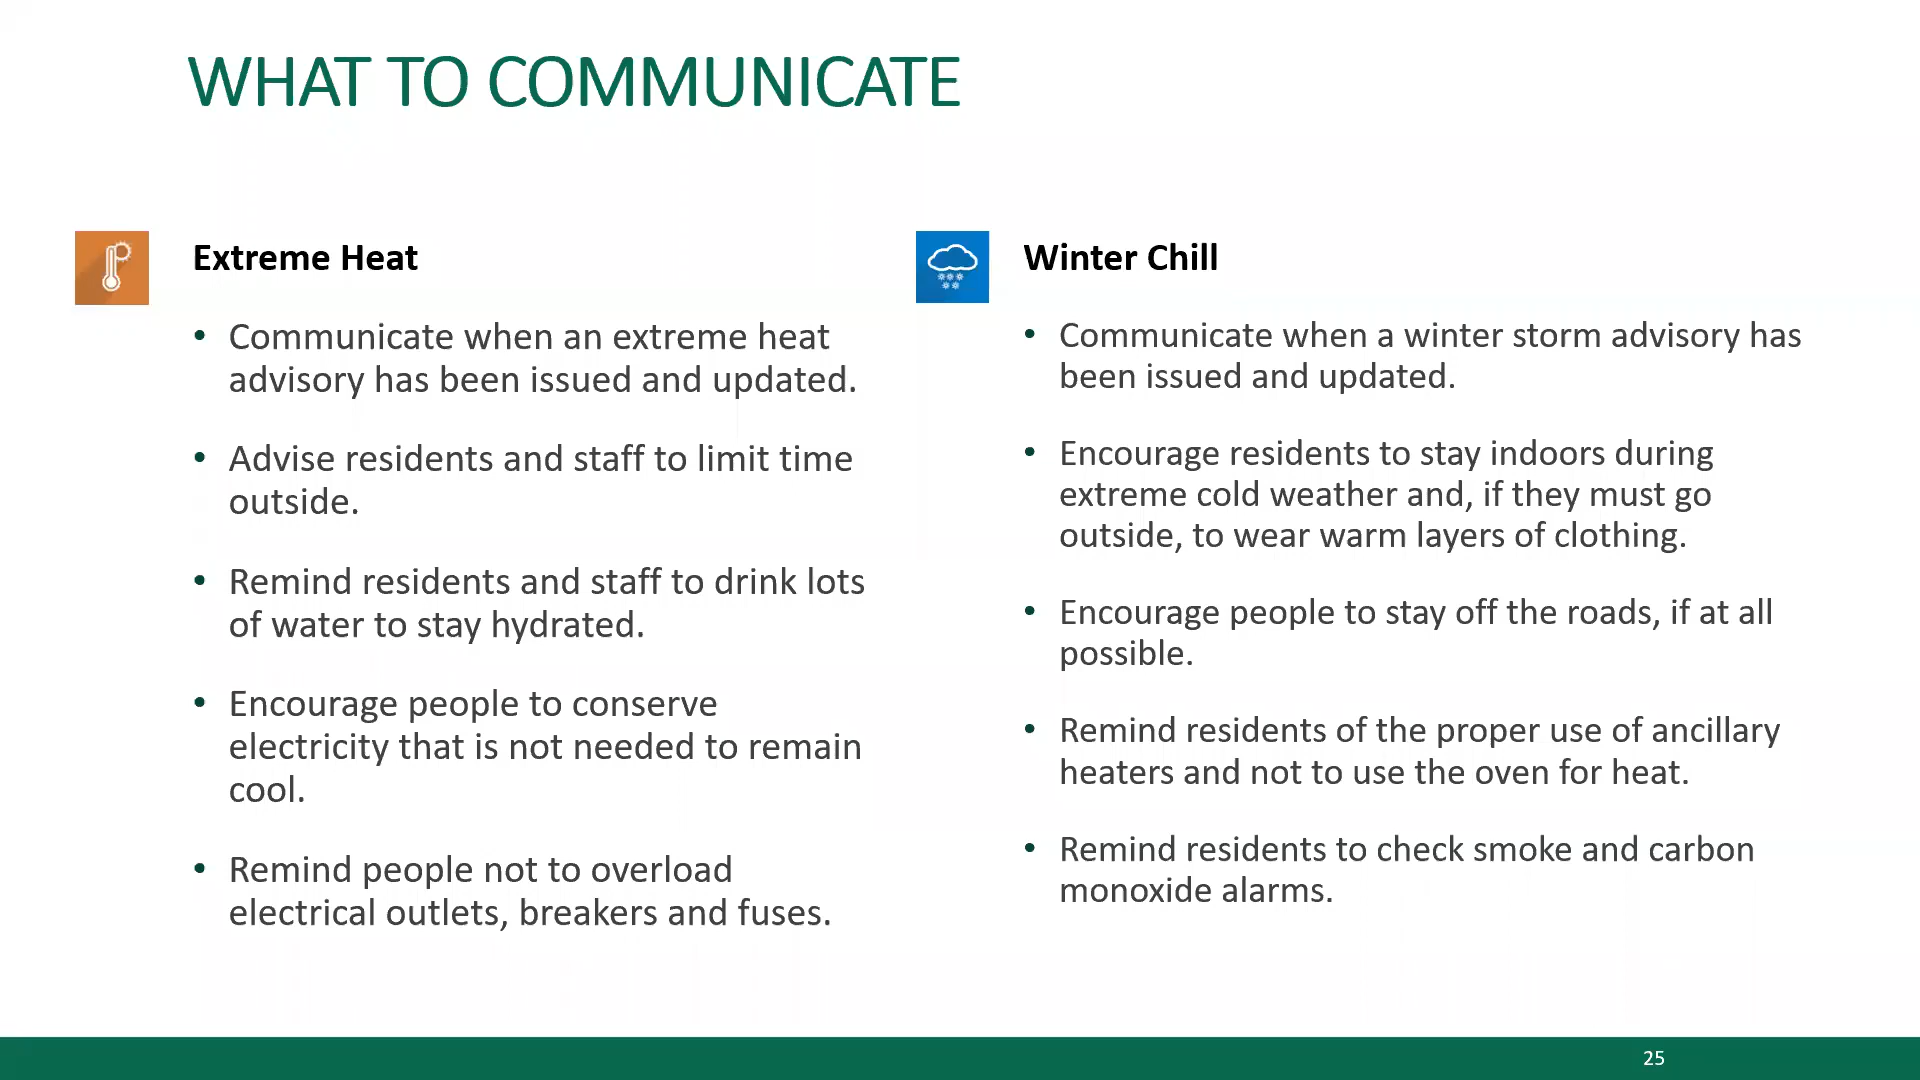 WHAT TO COMMUNICATE
Extreme Heat
• Communicate when an extreme heat
advisory has been issued and updated.
• Advise residents and staff to limit time
outside.
• Remind residents and staff to drink lots
of water to stay hydrated.
• Encourage people to conserve
electricity that is not needed to remain
cool.
• Remind people not to overload
electrical outlets, breakers and fuses.
Winter Chill
• Communicate when a winter storm advisory has
been issued and updated.
• Encourage residents to stay indoors during
extreme cold weather and, if they must go
outside, to wear warm layers of clothing.
• Encourage people to stay off the roads, if at all
possible.
• Remind residents of the proper use of ancillary
heaters and not to use the oven for heat.
• Remind residents to check smoke and carbon
monoxide alarms.
25